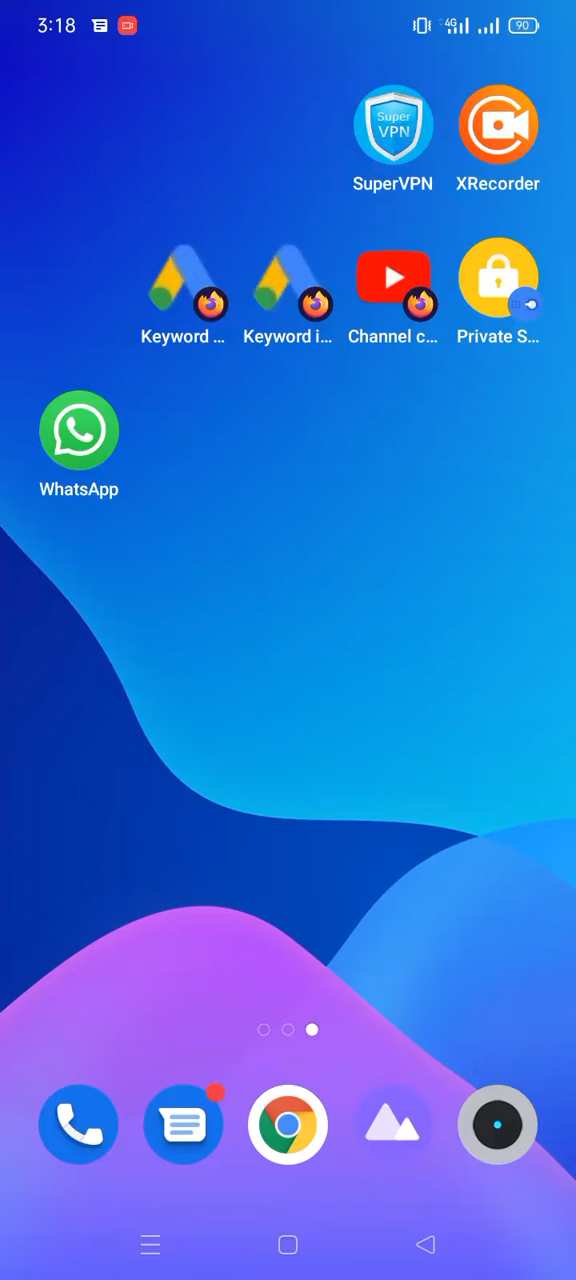 3:18
4G
90
Super
VPN
SuperVPN
XRecorder
Keyword ...
Keyword i...
Channel c...
Private S...
WhatsApp